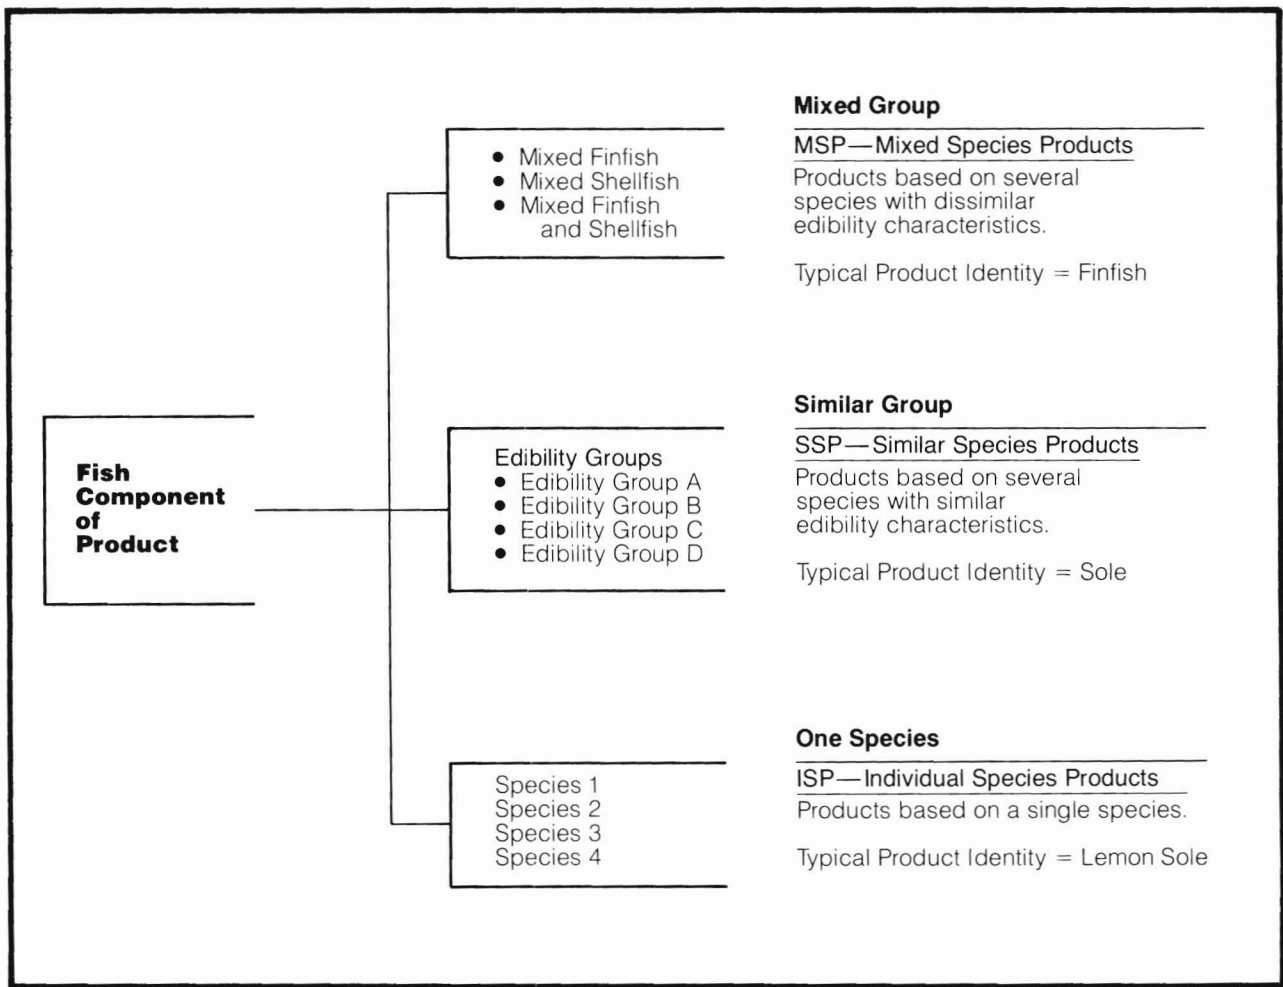 Mixed Group
MSP—Mixed Species Products
● Mixed Finfish
● Mixed Shellfish
● Mixed Finfish
and Shellfish
Products based on several
species with dissimilar
edibility characteristics.
Typical Product Identity = Finfish
Fish
Component
of
Product
Similar Group
SSP—Similar Species Products
Edibility Groups
● Edibility Group A
● Edibility Group B
● Edibility Group C
● Edibility Group D
Products based on several
species with similar
edibility characteristics.
Typical Product Identity = Sole
One Species
ISP—Individual Species Products
Species 1
Species 2
Species 3
Species 4
Products based on a single species.
Typical Product Identity = Lemon Sole